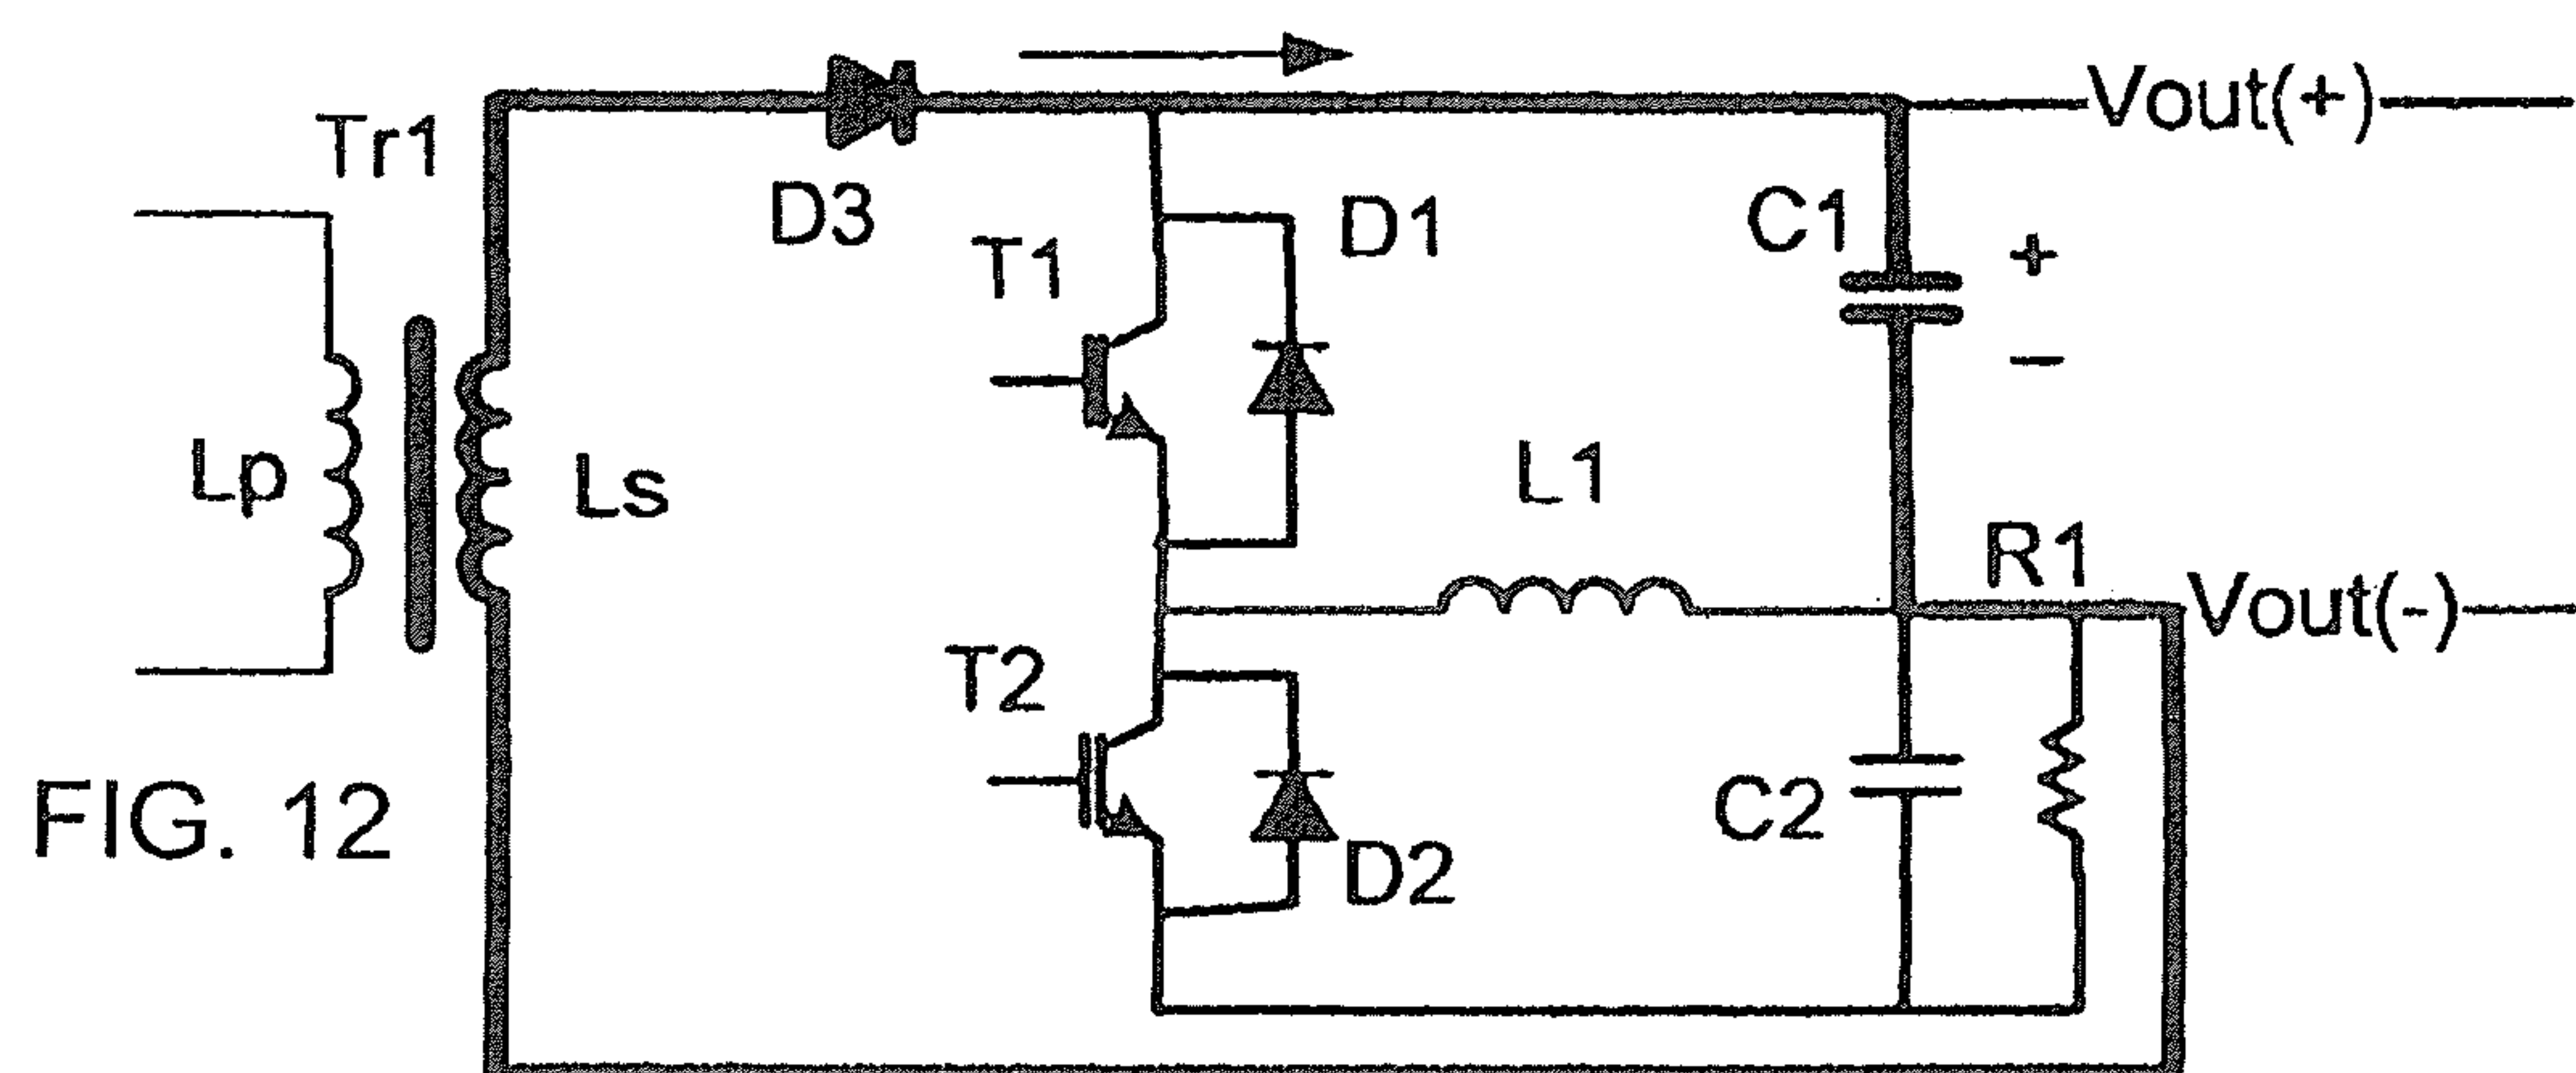 Vout(+)
Tr1
D3
D1
C1
+
T1
−
L1
Lp
Ls
R1
Vout(-)
T2
FIG. 12
C2
D2